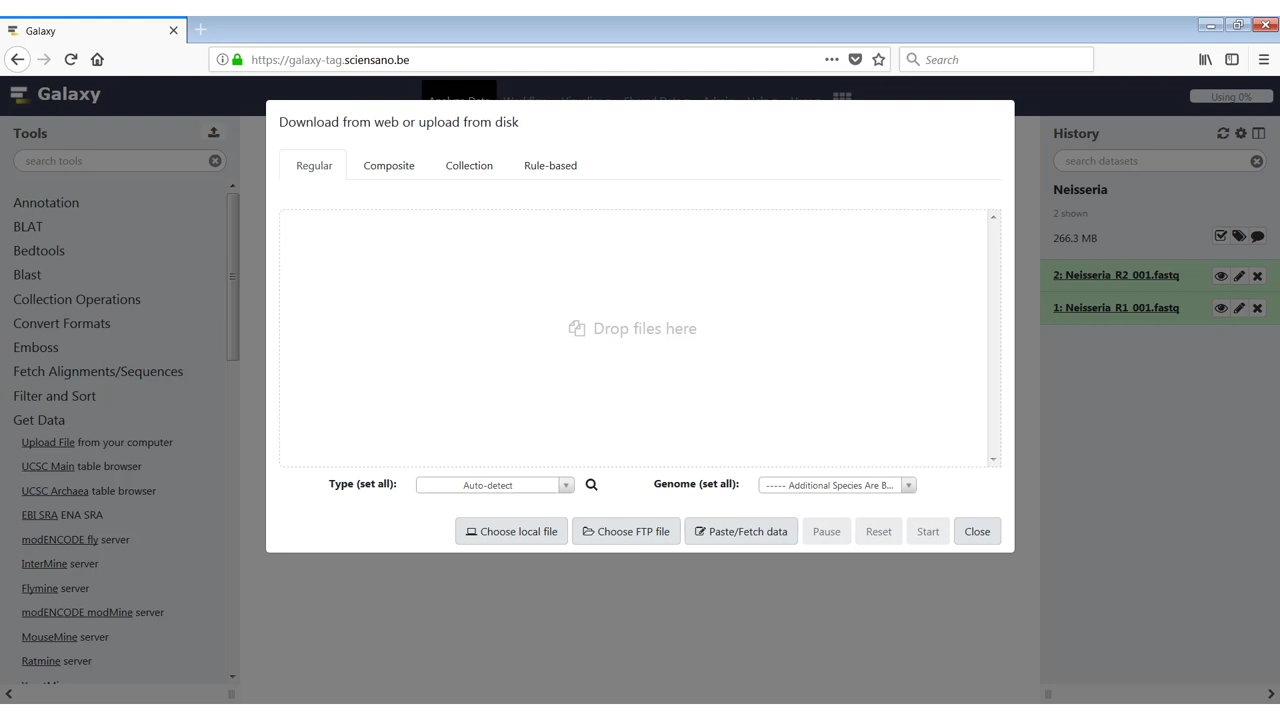 Galaxy
https://galaxy-tag.sciensano.be
Search
Galaxy
Using 0%
Download from web or upload from disk
Regular
Composite
Collection
Rule-based
Drop files here
Type (set all):
Auto-detect
Genome (set all):
----- Additional Species Are B...
Choose local file
Choose FTP file
Paste/Fetch data
Pause
Reset
Start
Close
Tools
search tools
Annotation
BLAT
Bedtools
Blast
Collection Operations
Convert Formats
Emboss
Fetch Alignments/Sequences
Filter and Sort
Get Data
Upload File from your computer
UCSC Main table browser
UCSC Archaea table browser
EBI SRA ENA SRA
modENCODE fly server
InterMine server
Flymine server
modENCODE modMine server
MouseMine server
Ratmine server
History
search datasets
Neisseria
2 shown
266.3 MB
2: Neisseria_R2_001.fastq
1: Neisseria_R1_001.fastq